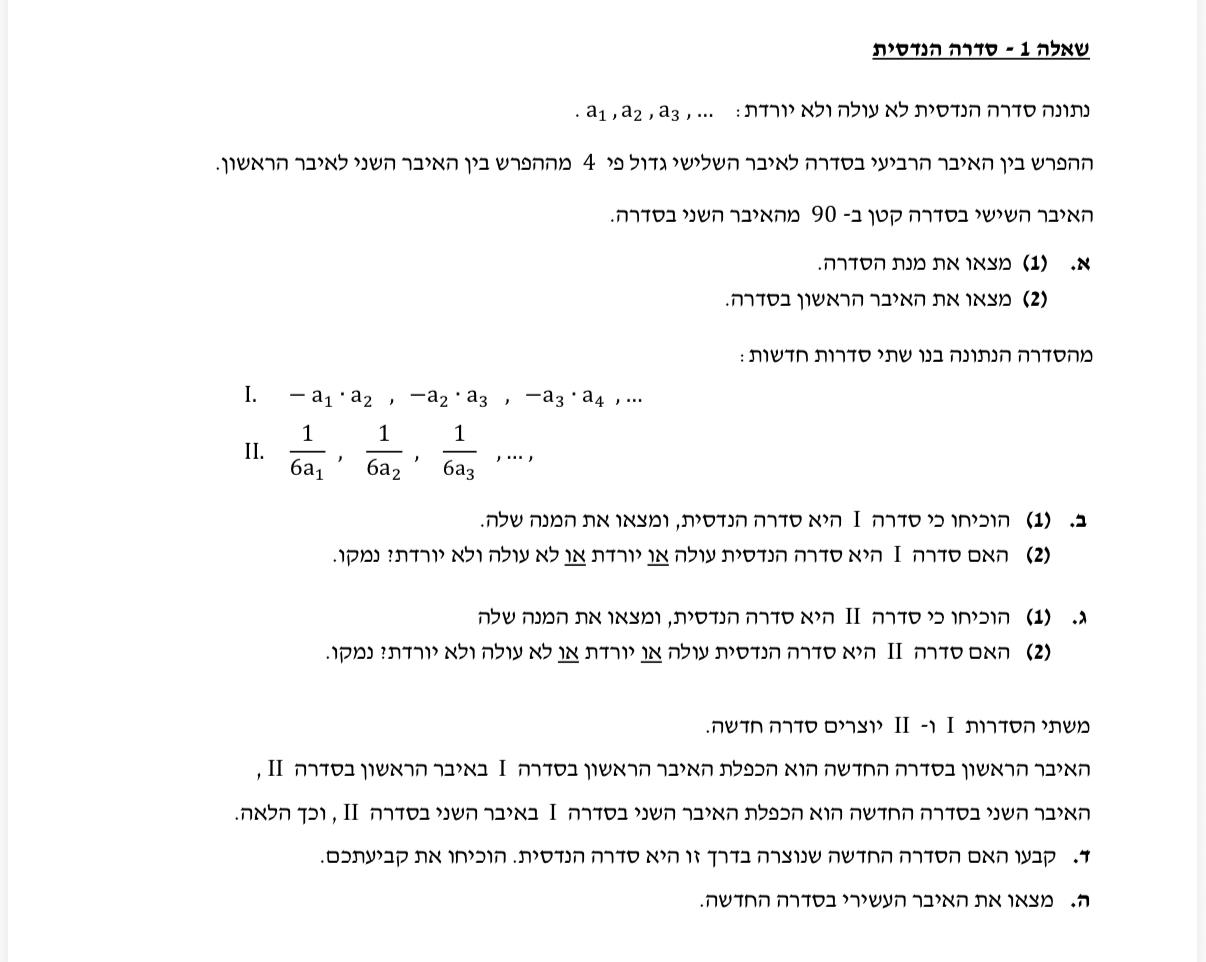 שאלה 1 - סדרה הנדסית
נתונה סדרה הנדסית לא עולה ולא יורדת: a₁ , a₂ , a₃ , ... .
ההפרש בין האיבר הרביעי בסדרה לאיבר השלישי גדול פי 4 מההפרש בין האיבר השני לאיבר הראשון.
האיבר השישי בסדרה קטן ב- 90 מהאיבר השני בסדרה.
א. (1) מצאו את מנת הסדרה.
(2) מצאו את האיבר הראשון בסדרה.
מהסדרה הנתונה בנו שתי סדרות חדשות:
I. − a₁ · a₂ , −a₂ · a₃ , −a₃ · a₄ , ...
II. 1/6a₁ , 1/6a₂ , 1/6a₃ , ... ,
ב. (1) הוכיחו כי סדרה I היא סדרה הנדסית, ומצאו את המנה שלה.
(2) האם סדרה I היא סדרה הנדסית עולה או יורדת או לא עולה ולא יורדת? נמקו.
ג. (1) הוכיחו כי סדרה II היא סדרה הנדסית, ומצאו את המנה שלה
(2) האם סדרה II היא סדרה הנדסית עולה או יורדת או לא עולה ולא יורדת? נמקו.
משתי הסדרות I ו- II יוצרים סדרה חדשה.
האיבר הראשון בסדרה החדשה הוא הכפלת האיבר הראשון בסדרה I באיבר הראשון בסדרה II ,
האיבר השני בסדרה החדשה הוא הכפלת האיבר השני בסדרה I באיבר השני בסדרה II , וכך הלאה.
ד. קבעו האם הסדרה החדשה שנוצרה בדרך זו היא סדרה הנדסית. הוכיחו את קביעתכם.
ה. מצאו את האיבר העשירי בסדרה החדשה.